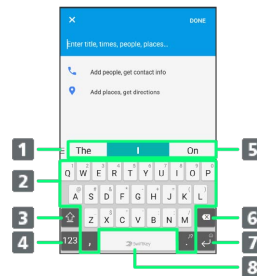 DONE
Enter title, times, people, places...
Add people, get contact info
Add places, get directions
1 The I On 5
2 Q W E R T Y U I O P
A S D F G H J K L
3 Z X C V B N M 6
4 123 , SwiftKey . 7
8